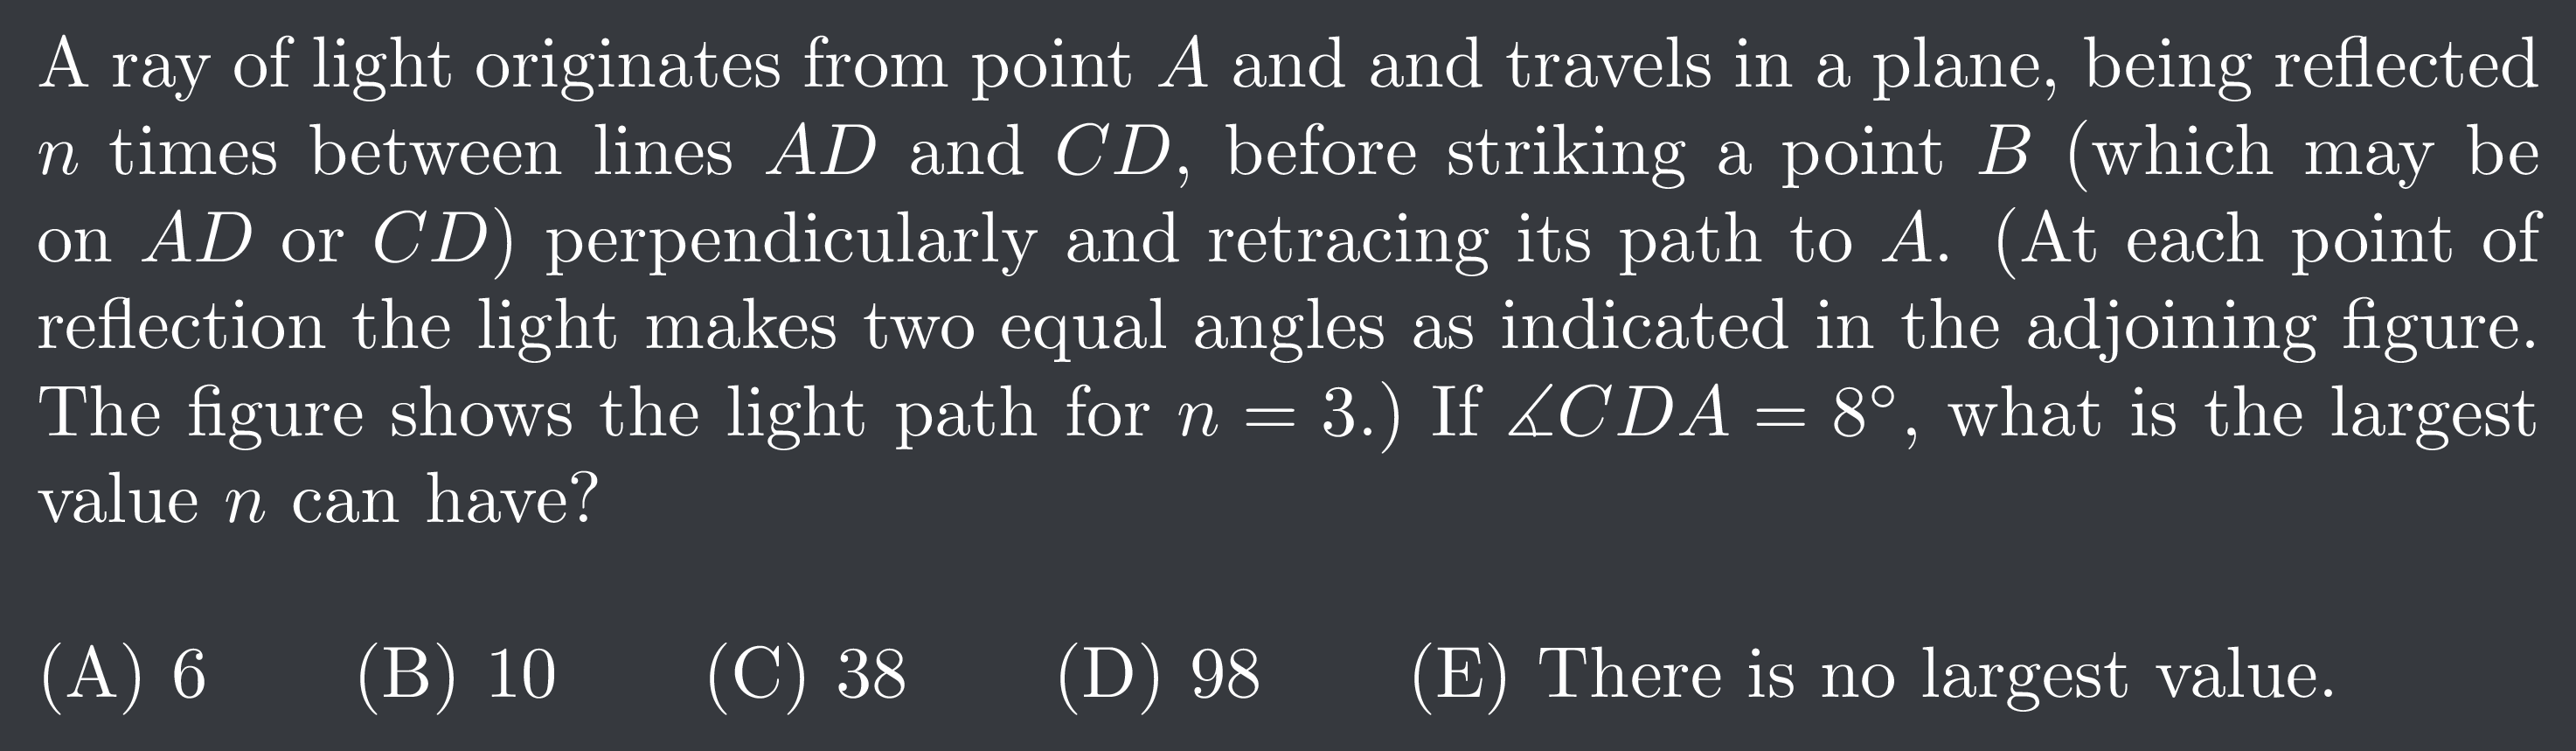 A ray of light originates from point A and and travels in a plane, being reflected
n times between lines AD and CD, before striking a point B (which may be
on AD or CD) perpendicularly and retracing its path to A. (At each point of
reflection the light makes two equal angles as indicated in the adjoining figure.
The figure shows the light path for n = 3.) If ∡CDA = 8°, what is the largest
value n can have?
(A) 6 (B) 10 (C) 38 (D) 98 (E) There is no largest value.